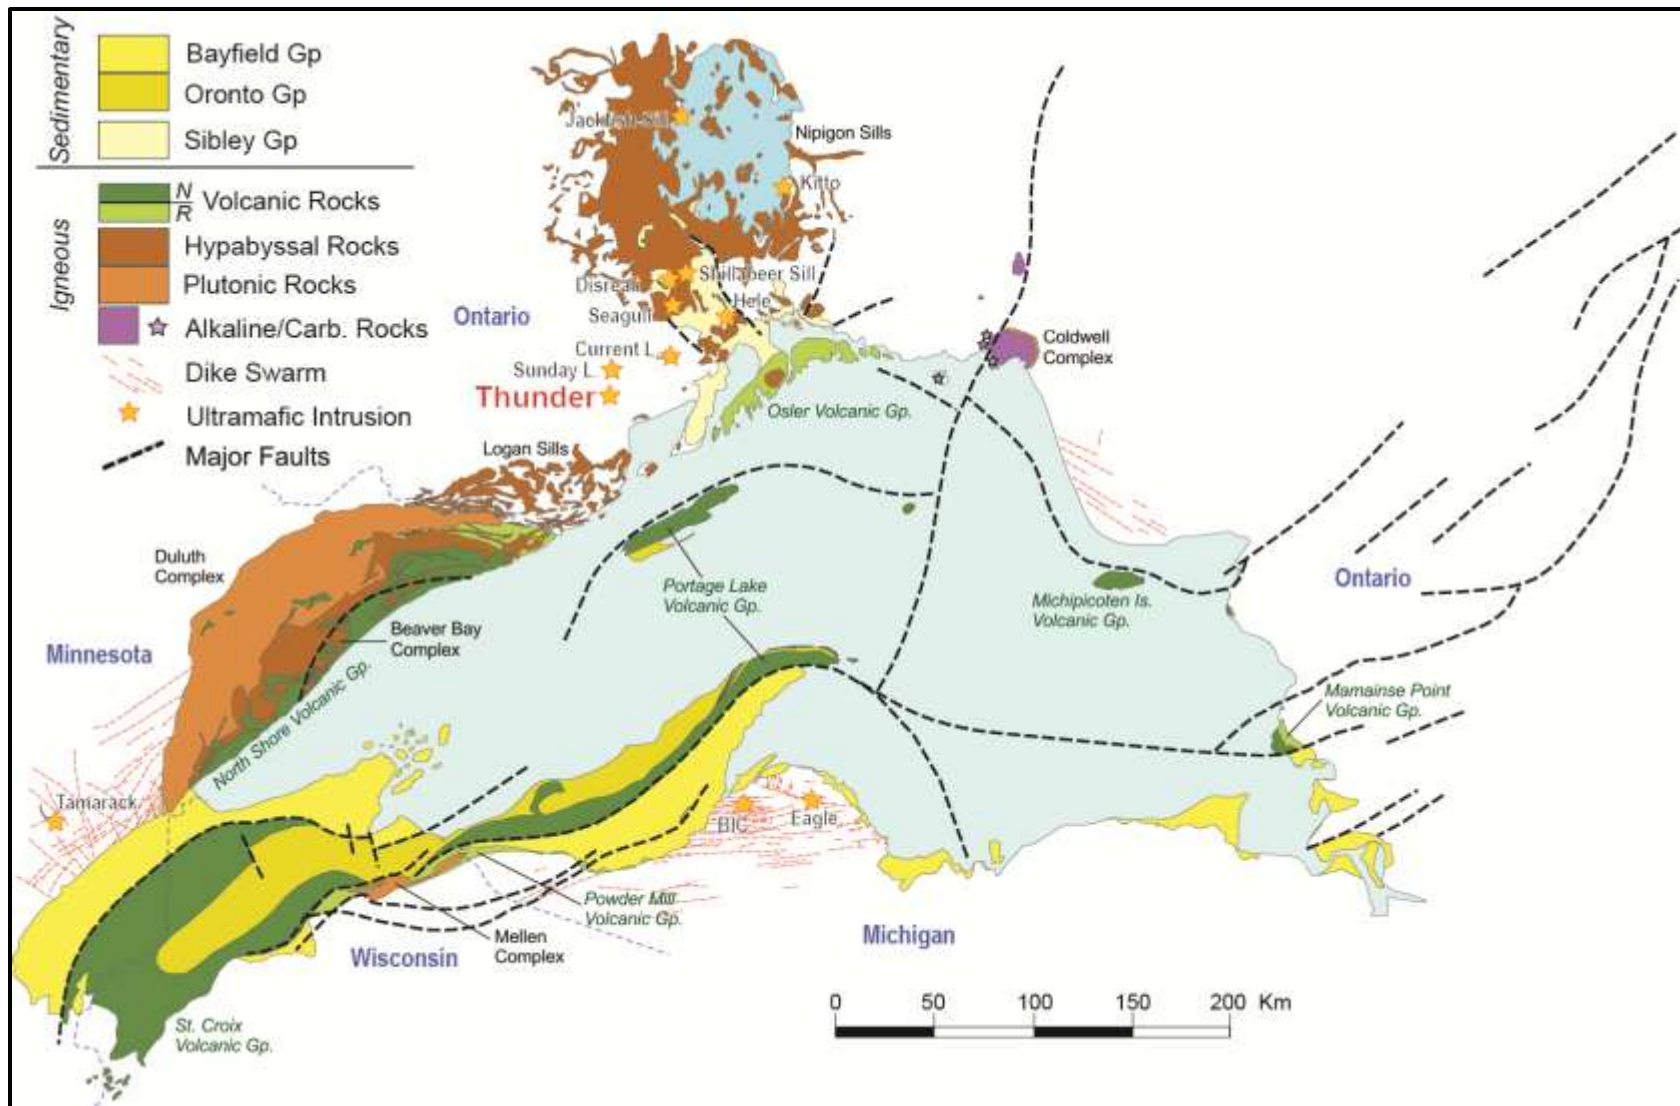 Sedimentary
Bayfield Gp
Oronto Gp
Sibley Gp
Igneous
N
R
Volcanic Rocks
Hypabyssal Rocks
Plutonic Rocks
Alkaline/Carb. Rocks
Dike Swarm
Ultramafic Intrusion
Major Faults
Jackfish Sill
Nipigon Sills
Kitto
Shillabeer Sill
Disraeli
Hele
Seagull
Ontario
Current L.
Sunday L.
Thunder
Coldwell
Complex
Osler Volcanic Gp.
Logan Sills
Duluth
Complex
Portage Lake
Volcanic Gp.
Michipicoten Is.
Volcanic Gp.
Ontario
Beaver Bay
Complex
Minnesota
North Shore Volcanic Gp.
Mamainse Point
Volcanic Gp.
Tamarack
BIC
Eagle
Powder Mill
Volcanic Gp.
Mellen
Complex
Wisconsin
Michigan
St. Croix
Volcanic Gp.
0 50 100 150 200 Km